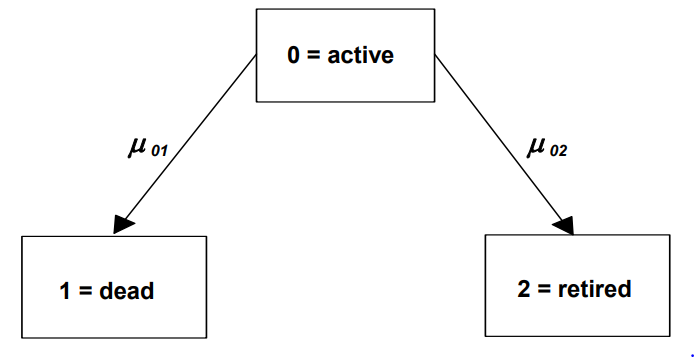 0 = active
μ 01
μ 02
1 = dead
2 = retired